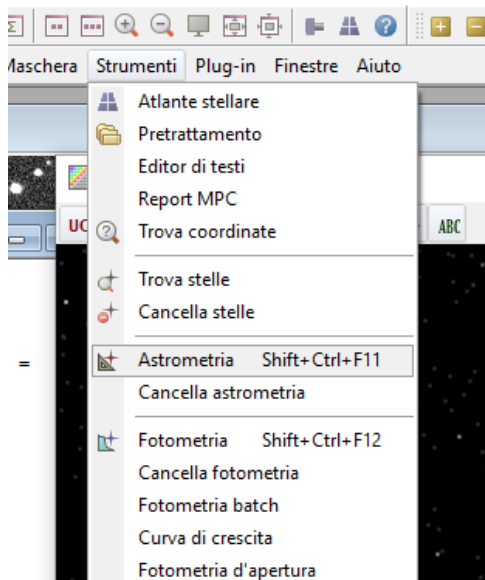 Maschera Strumenti Plug-in Finestre Aiuto
Atlante stellare
Pretrattamento
Editor di testi
Report MPC
UC
Trova coordinate
ABC
Trova stelle
Cancella stelle
=
Astrometria Shift+Ctrl+F11
Cancella astrometria
Fotometria Shift+Ctrl+F12
Cancella fotometria
Fotometria batch
Curva di crescita
Fotometria d'apertura